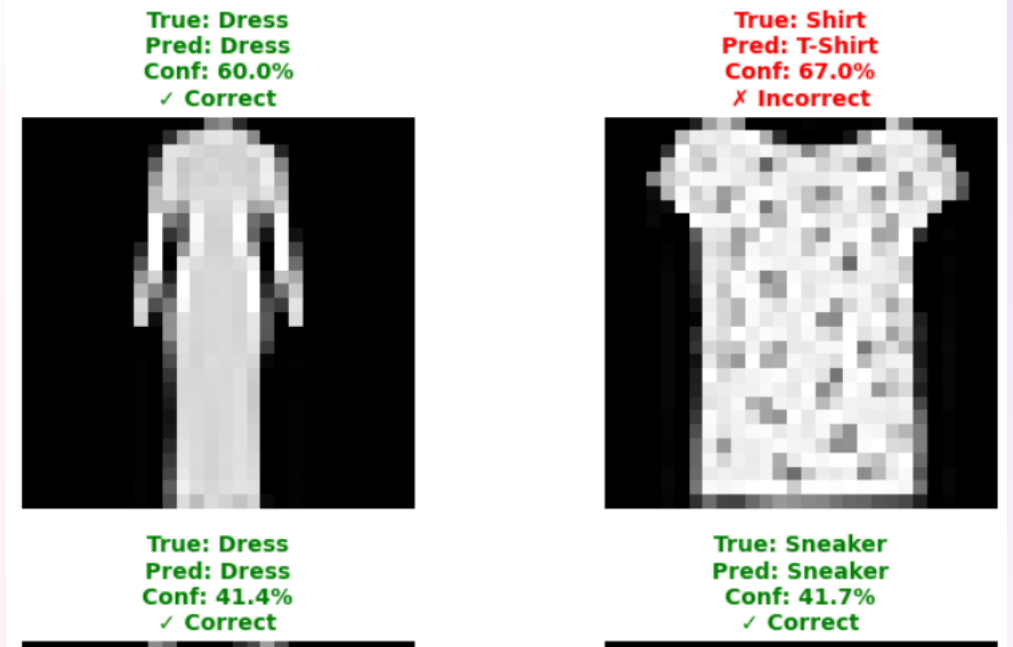 True: Dress
Pred: Dress
Conf: 60.0%
✓ Correct
True: Shirt
Pred: T-Shirt
Conf: 67.0%
✗ Incorrect
True: Dress
Pred: Dress
Conf: 41.4%
✓ Correct
True: Sneaker
Pred: Sneaker
Conf: 41.7%
✓ Correct